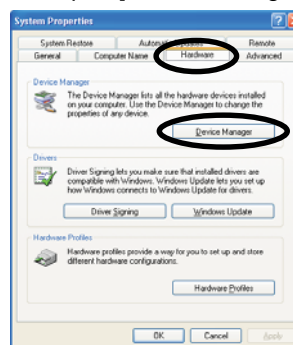 System Properties
System Restore
Automatic Updates
Remote
General
Computer Name
Hardware
Advanced
Device Manager
The Device Manager lists all the hardware devices installed
on your computer. Use the Device Manager to change the
properties of any device.
Device Manager
Drivers
Driver Signing lets you make sure that installed drivers are
compatible with Windows. Windows Update lets you set up
how Windows connects to Windows Update for drivers.
Driver Signing
Windows Update
Hardware Profiles
Hardware profiles provide a way for you to set up and store
different hardware configurations.
Hardware Profiles
OK
Cancel
Apply